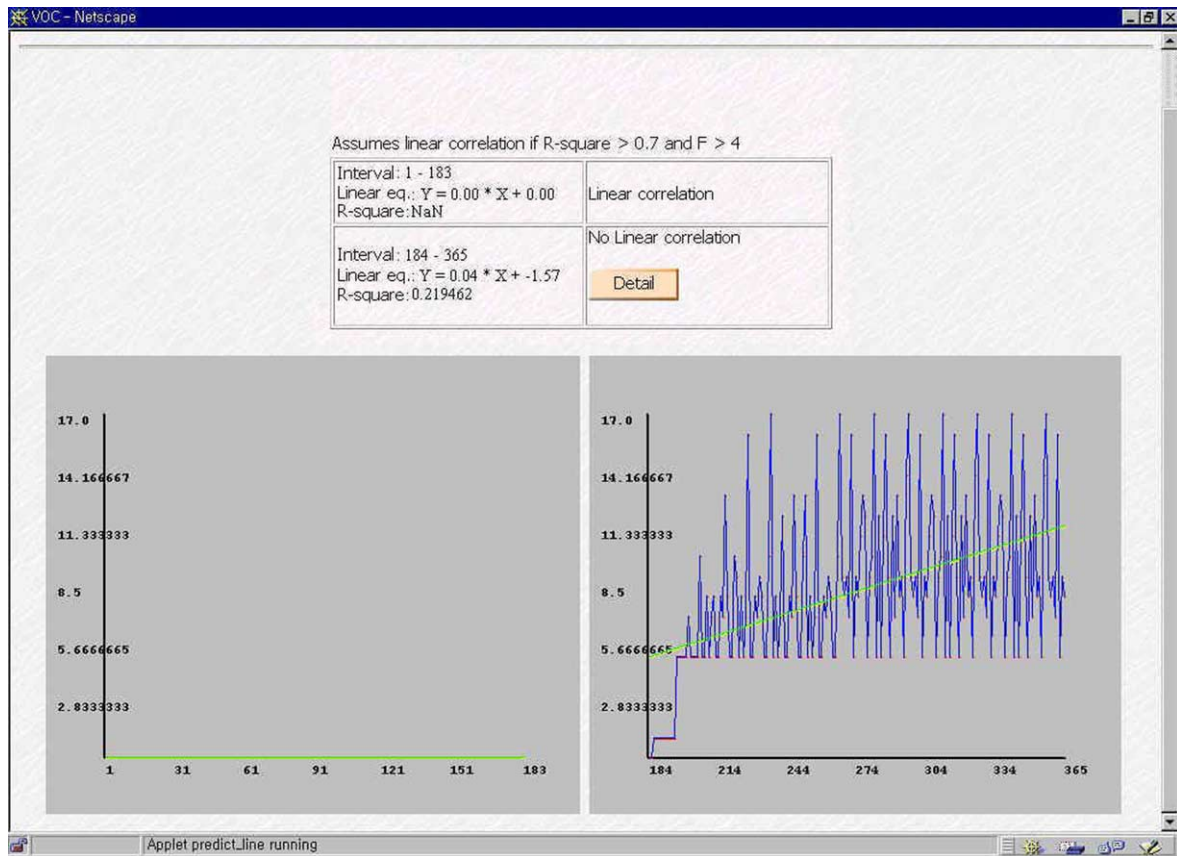 VOC - Netscape
Assumes linear correlation if R-square > 0.7 and F > 4
Interval: 1 - 183
Linear eq.: Y = 0.00 * X + 0.00
R-square:NaN
Linear correlation
Interval: 184 - 365
Linear eq.: Y = 0.04 * X + -1.57
R-square:0.219462
No Linear correlation
Detail
17.0
14.166667
11.333333
8.5
5.6666665
2.8333333
1 31 61 91 121 151 183
17.0
14.166667
11.333333
8.5
5.6666665
2.8333333
184 214 244 274 304 334 365
Applet predict_line running